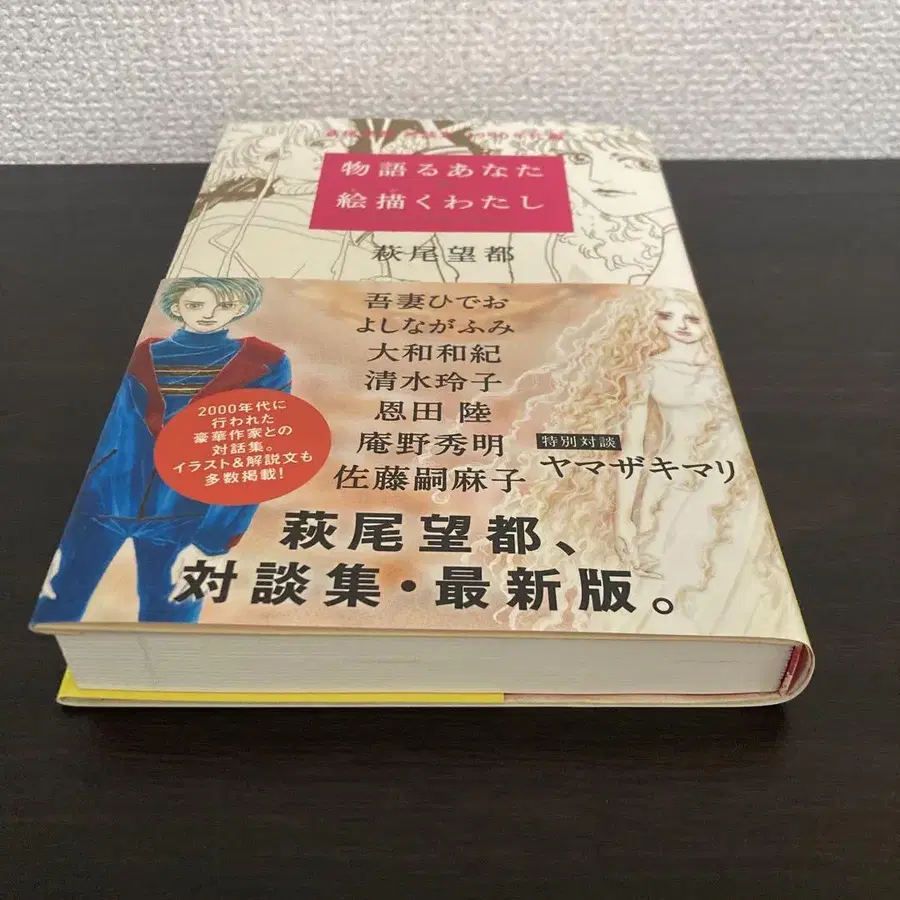 物語るあなた
絵描くわたし
萩尾望都
吾妻ひでお
よしながふみ
大和和紀
清水玲子
恩田 陸
庵野秀明
佐藤嗣麻子
特別対談
ヤマザキマリ
2000年代に
行われた
豪華作家との
対話集。
イラスト&解説文も
多数掲載!
萩尾望都、
対談集・最新版。